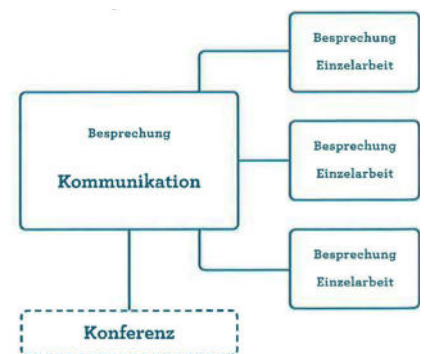 Besprechung
Einzelarbeit
Besprechung
Kommunikation
Besprechung
Einzelarbeit
Besprechung
Einzelarbeit
Konferenz